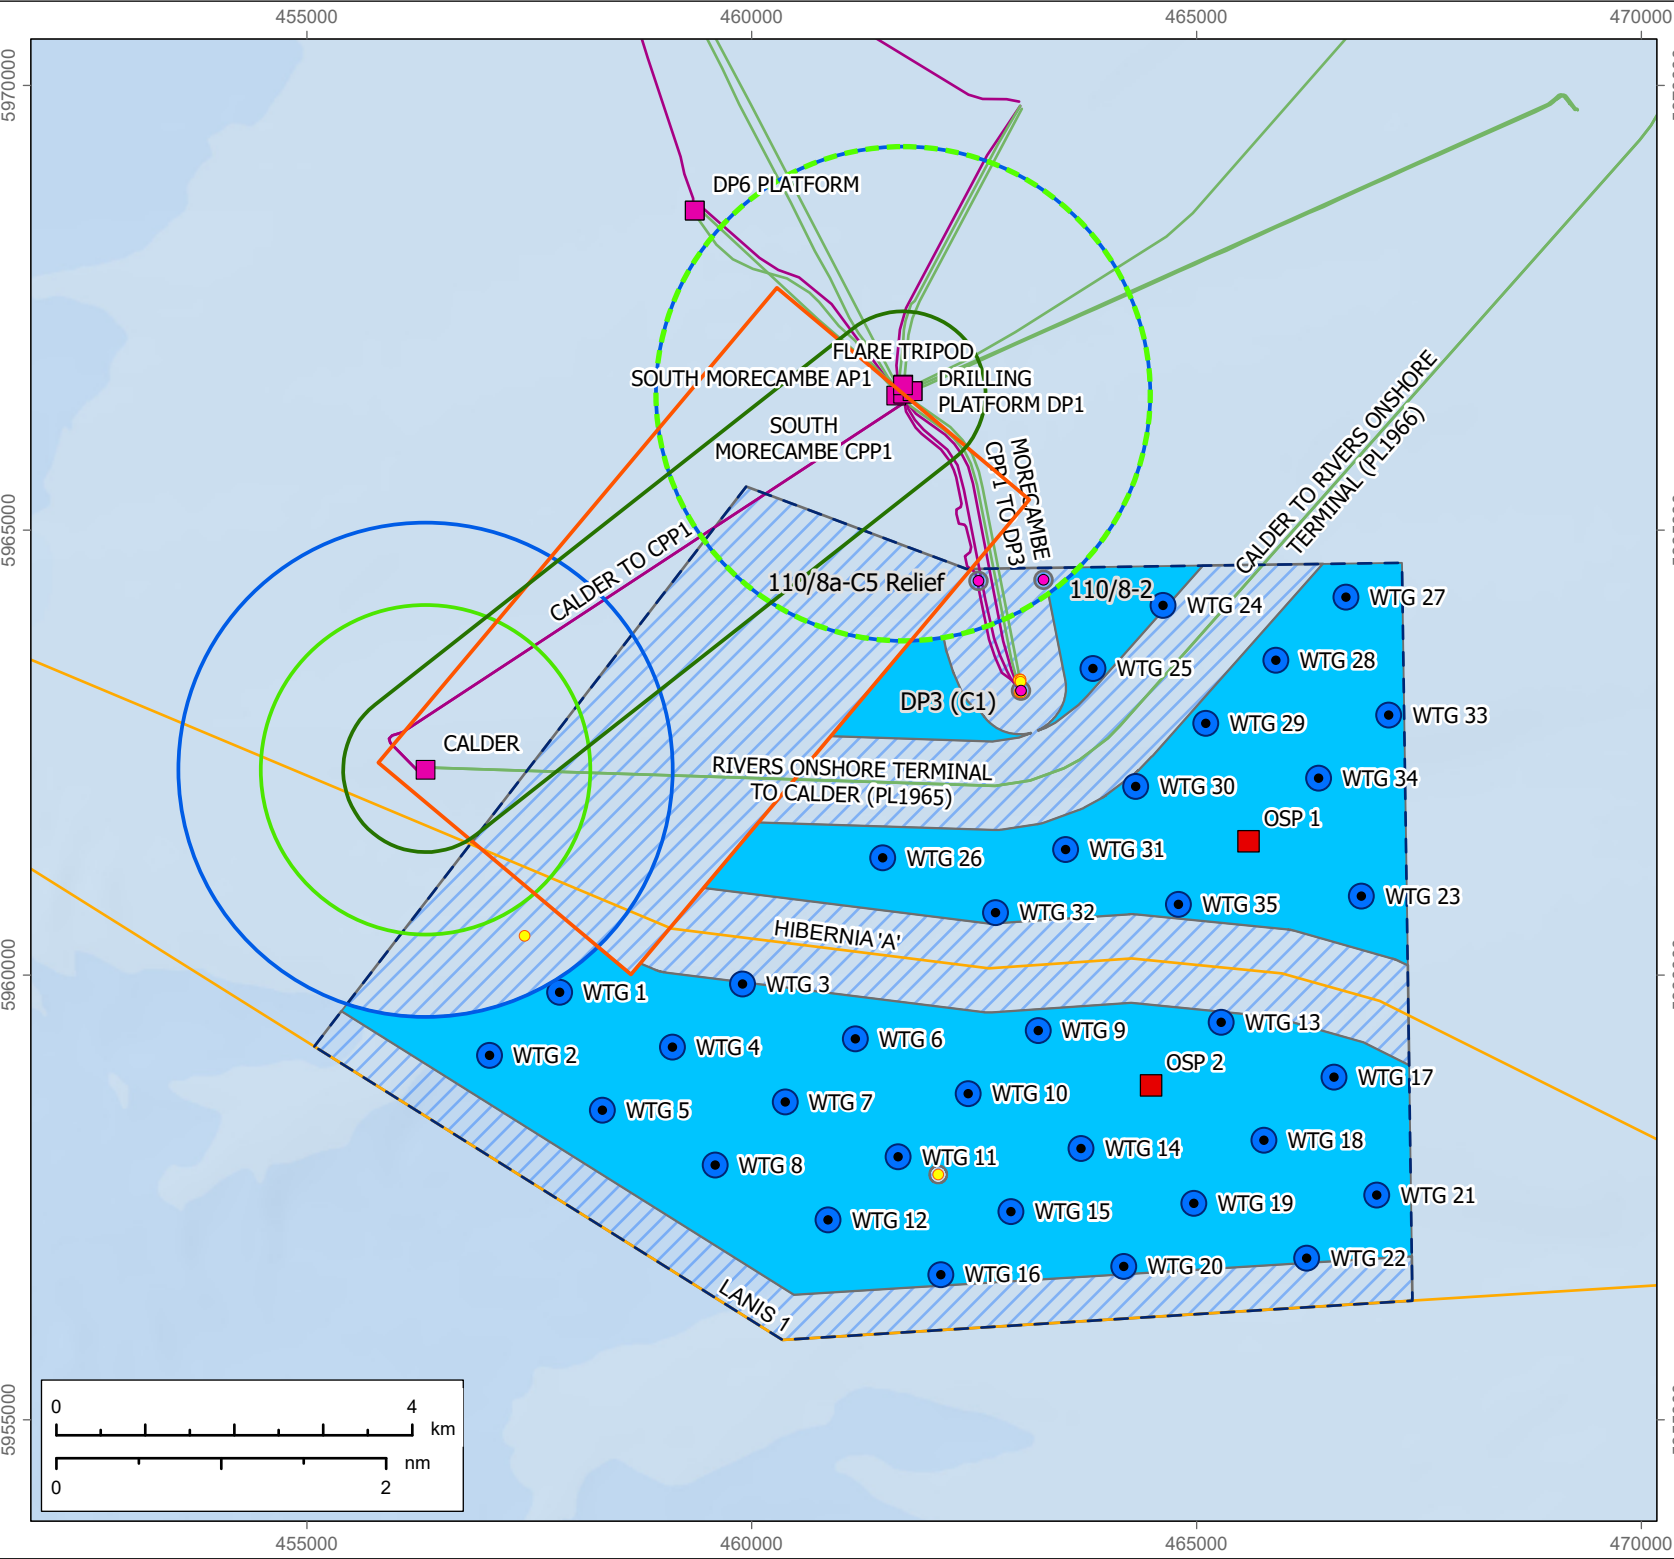 455000
460000
465000
470000
5970000
5965000
5960000
5955000
DP6 PLATFORM
FLARE TRIPOD
SOUTH MORECAMBE AP1
DRILLING
PLATFORM DP1
SOUTH
MORECAMBE CPP1
MORECAMBE
CPP1 TO DP3
CALDER TO RIVERS ONSHORE
TERMINAL (PL1966)
CALDER TO CPP1
110/8a-C5 Relief
110/8-2
WTG 24
WTG 27
WTG 25
WTG 28
DP3 (C1)
WTG 29
WTG 33
CALDER
RIVERS ONSHORE TERMINAL
TO CALDER (PL1965)
WTG 34
WTG 30
OSP 1
WTG 31
WTG 26
WTG 23
WTG 35
WTG 32
HIBERNIA 'A'
WTG 1
WTG 3
WTG 13
WTG 9
WTG 6
WTG 4
WTG 2
OSP 2
WTG 17
WTG 10
WTG 7
WTG 5
WTG 18
WTG 14
WTG 11
WTG 8
WTG 21
WTG 19
WTG 15
WTG 12
WTG 22
WTG 20
WTG 16
LANIS 1
0
4
km
nm
0
2
455000
460000
465000
470000